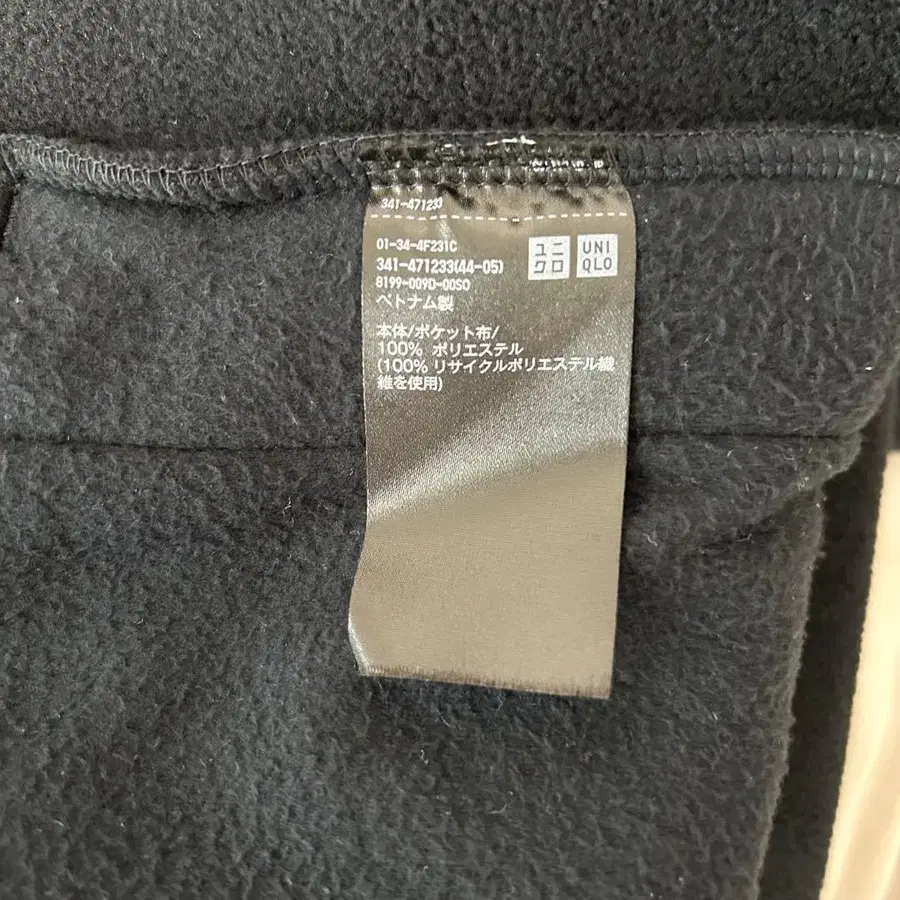 341-471233
01-34-4F231C
341-471233(44-05)
8199-009D-00SO
ベトナム製
ユニ
クロ
UNI
QLO
本体/ポケット布/
100% ポリエステル
(100% リサイクルポリエステル繊
維を使用)